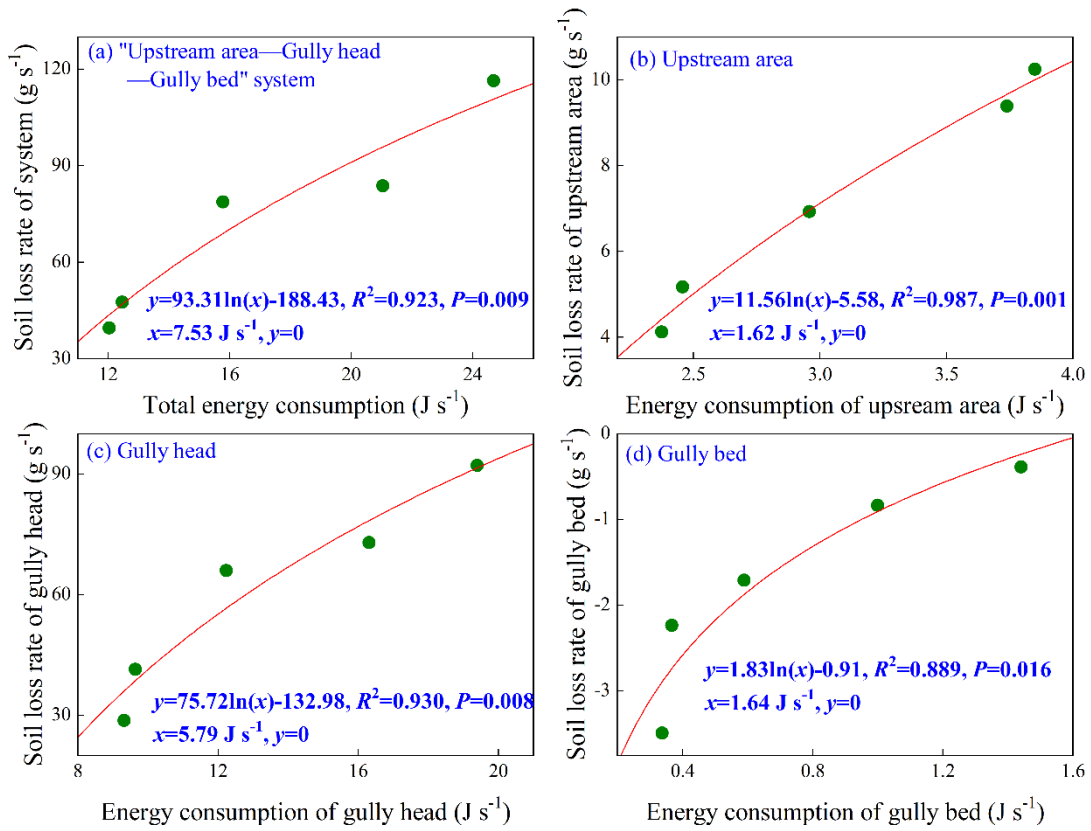 (a) "Upstream area—Gully head
—Gully bed" system
Soil loss rate of system (g s⁻¹)
120
90
60
30
y=93.31ln(x)-188.43, R²=0.923, P=0.009
x=7.53 J s⁻¹, y=0
12 16 20 24
Total energy consumption (J s⁻¹)
(b) Upstream area
Soil loss rate of upstream area (g s⁻¹)
10
8
6
4
y=11.56ln(x)-5.58, R²=0.987, P=0.001
x=1.62 J s⁻¹, y=0
2.5 3.0 3.5 4.0
Energy consumption of upsream area (J s⁻¹)
(c) Gully head
Soil loss rate of gully head (g s⁻¹)
90
60
30
y=75.72ln(x)-132.98, R²=0.930, P=0.008
x=5.79 J s⁻¹, y=0
8 12 16 20
Energy consumption of gully head (J s⁻¹)
(d) Gully bed
Soil loss rate of gully bed (g s⁻¹)
0
-1
-2
-3
y=1.83ln(x)-0.91, R²=0.889, P=0.016
x=1.64 J s⁻¹, y=0
0.4 0.8 1.2 1.6
Energy consumption of gully bed (J s⁻¹)